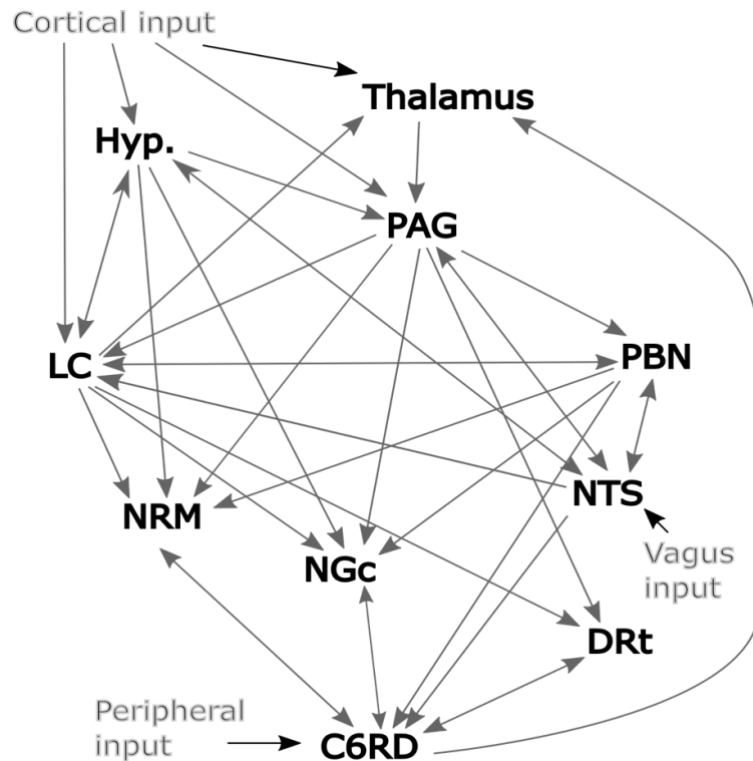 Cortical input
Thalamus
Hyp.
PAG
LC
PBN
NTS
NRM
Vagus
input
NGc
DRt
Peripheral
input
C6RD